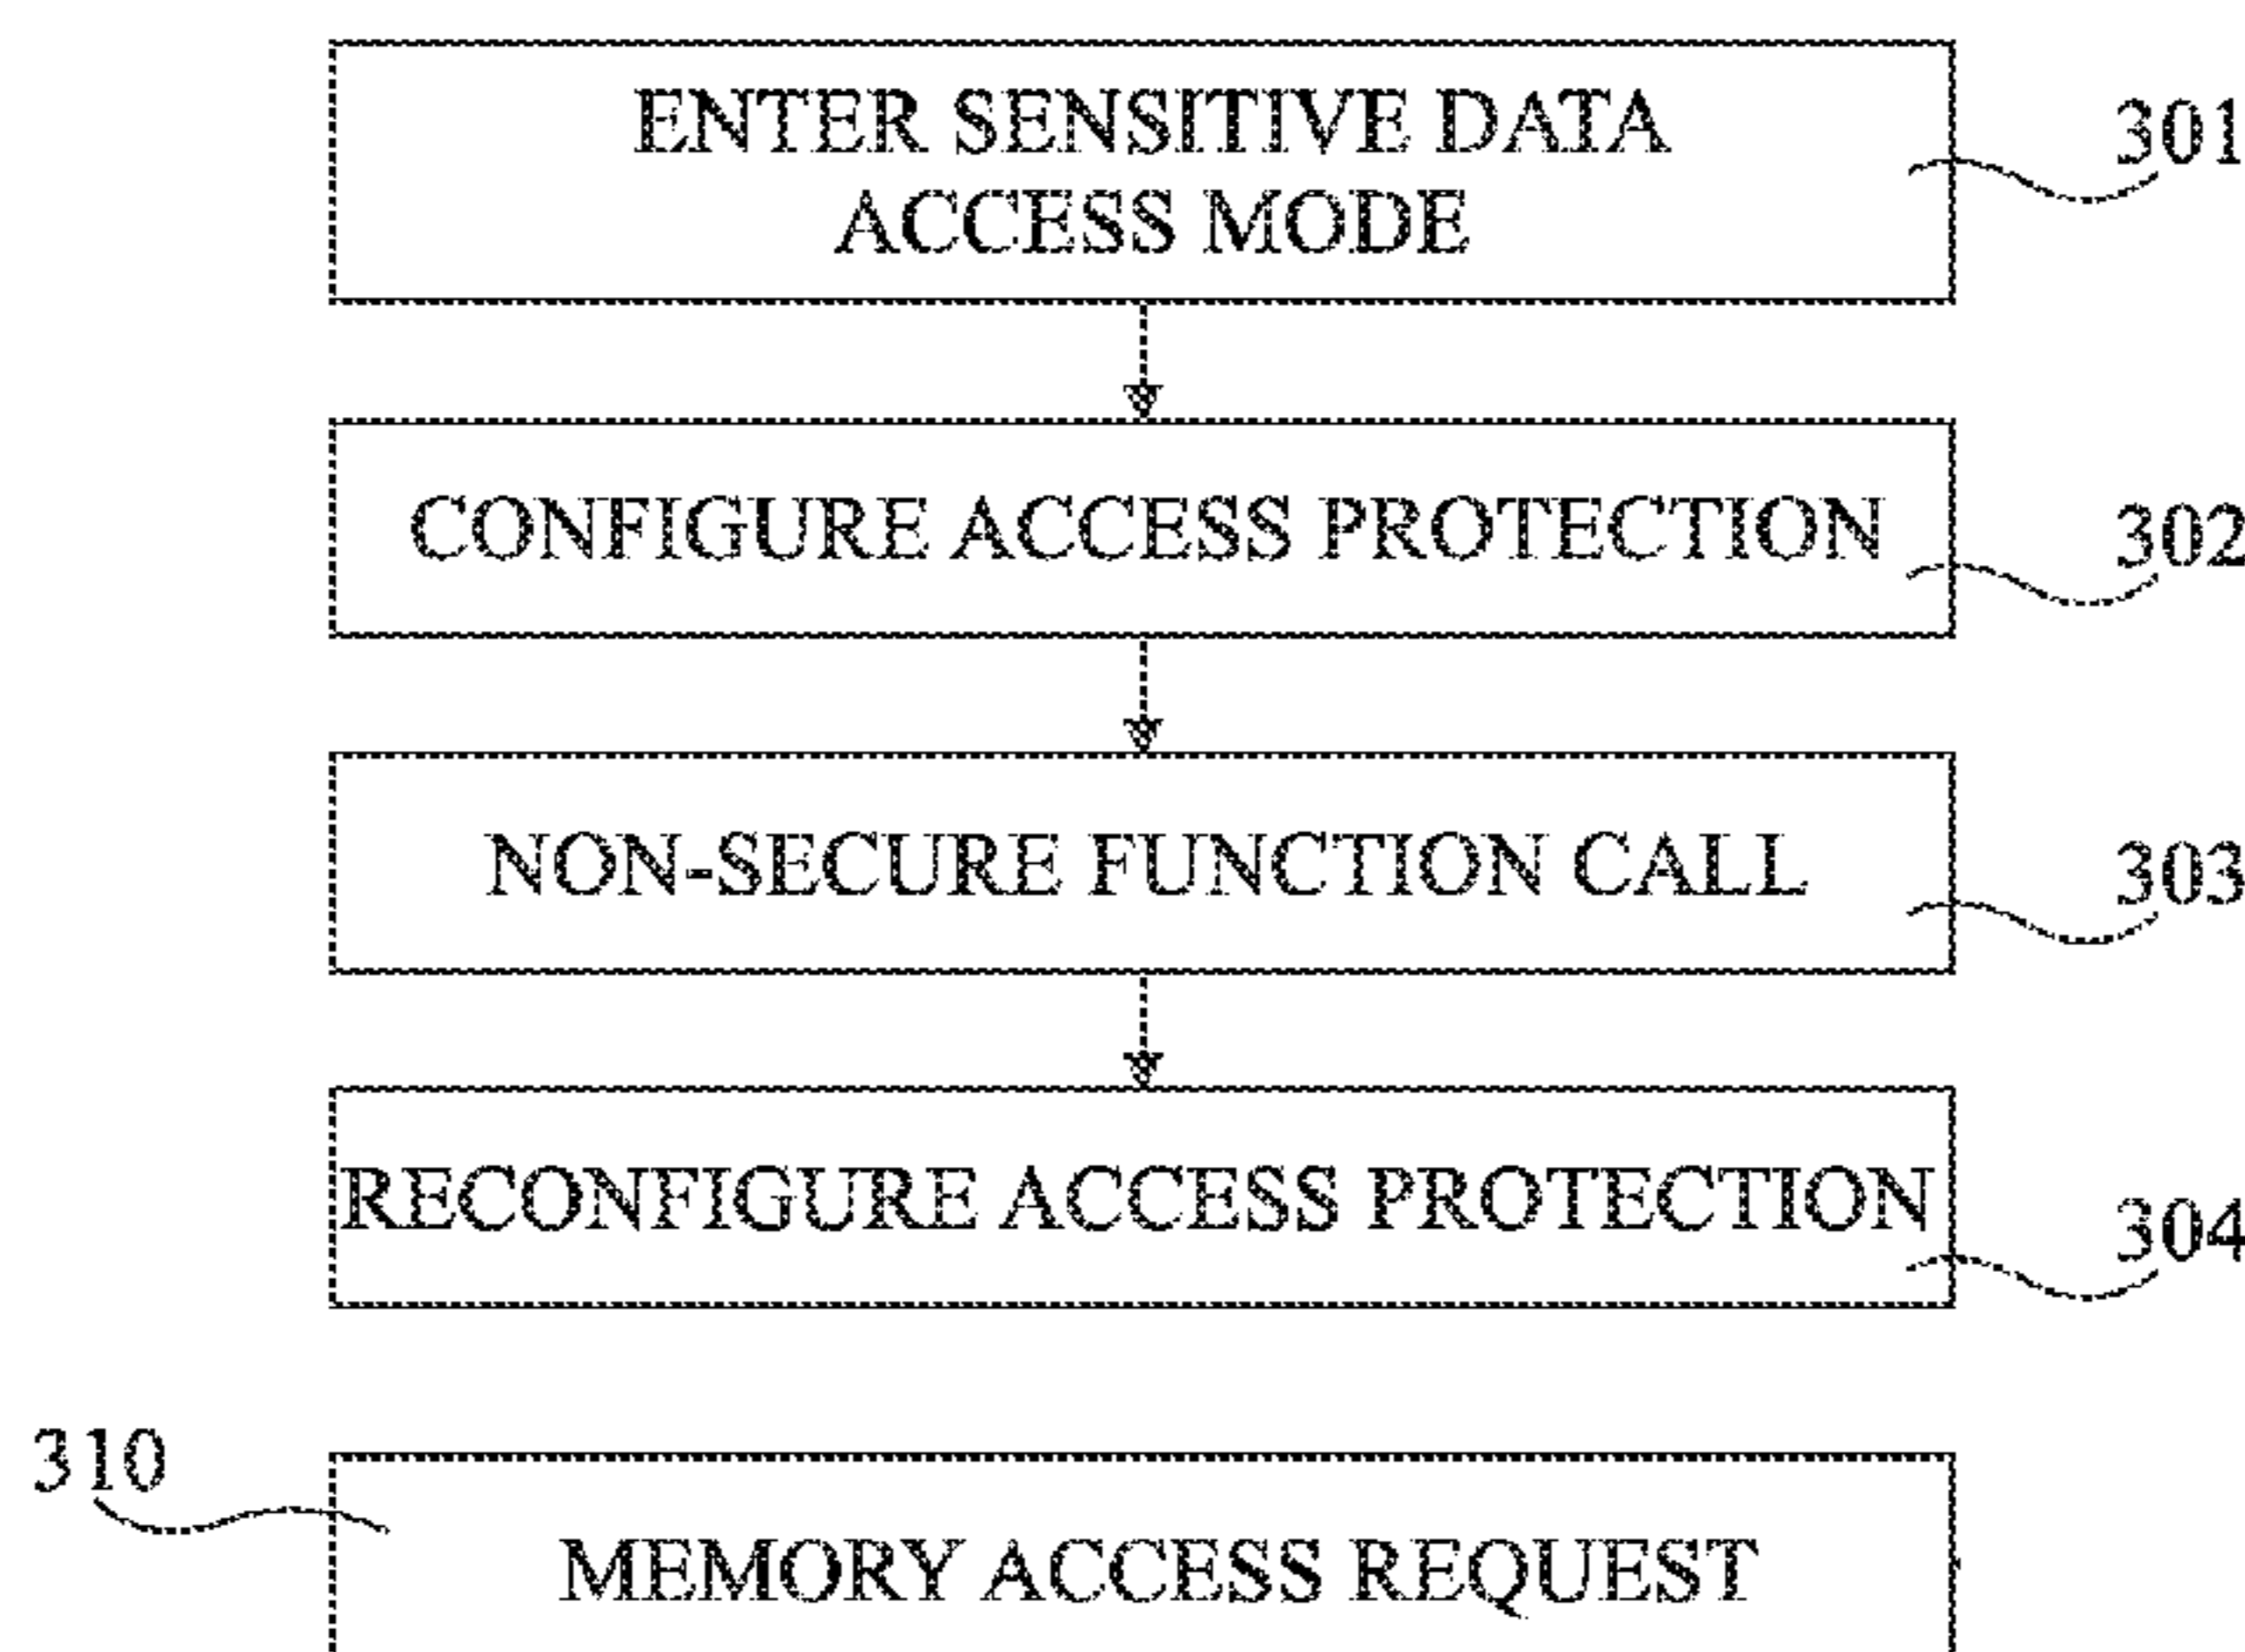 ENTER SENSITIVE DATA
ACCESS MODE
301
CONFIGURE ACCESS PROTECTION
302
NON-SECURE FUNCTION CALL
303
RECONFIGURE ACCESS PROTECTION
304
310
MEMORY ACCESS REQUEST